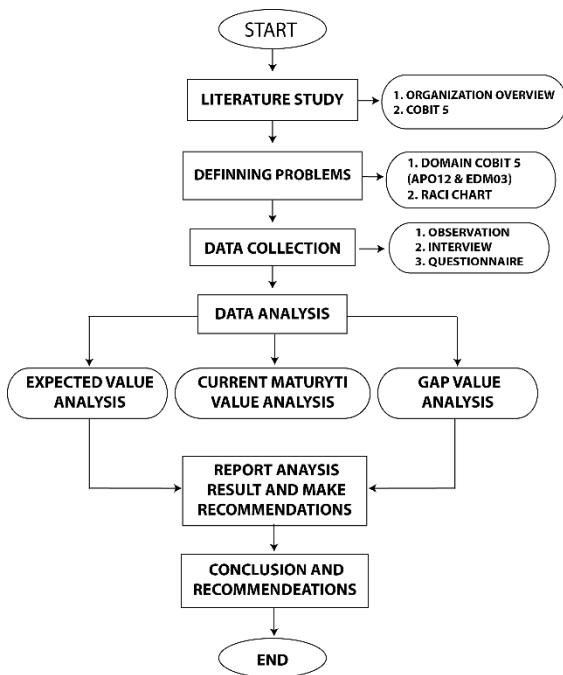 START
LITERATURE STUDY
1. ORGANIZATION OVERVIEW
2. COBIT 5
DEFINNING PROBLEMS
1. DOMAIN COBIT 5
(APO12 & EDM03)
2. RACI CHART
DATA COLLECTION
1. OBSERVATION
2. INTERVIEW
3. QUESTIONNAIRE
DATA ANALYSIS
EXPECTED VALUE
ANALYSIS
CURRENT MATURYTI
VALUE ANALYSIS
GAP VALUE
ANALYSIS
REPORT ANAYSIS
RESULT AND MAKE
RECOMMENDATIONS
CONCLUSION AND
RECOMMENDEATIONS
END